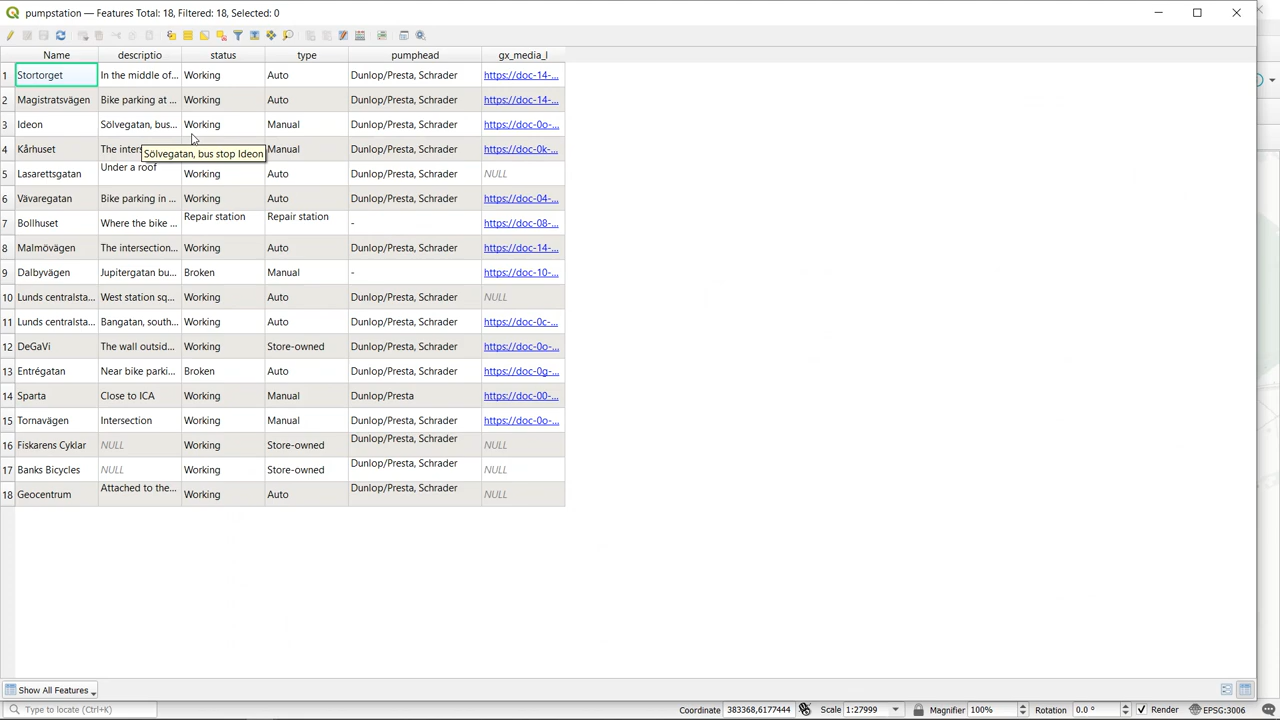 pumpstation — Features Total: 18, Filtered: 18, Selected: 0
Name descriptio status type pumphead gx_media_l
1 Stortorget In the middle of... Working Auto Dunlop/Presta, Schrader https://doc-14-...
2 Magistratsvägen Bike parking at ... Working Auto Dunlop/Presta, Schrader https://doc-14-...
3 Ideon Sölvegatan, bus... Working Manual Dunlop/Presta, Schrader https://doc-0o-...
4 Kårhuset The inters Manual Dunlop/Presta, Schrader https://doc-0k-...
Sölvegatan, bus stop Ideon
5 Lasarettsgatan Under a roof Working Auto Dunlop/Presta, Schrader NULL
6 Vävaregatan Bike parking in ... Working Auto Dunlop/Presta, Schrader https://doc-04-...
7 Bollhuset Where the bike ... Repair station Repair station - https://doc-08-...
8 Malmövägen The intersection... Working Auto Dunlop/Presta, Schrader https://doc-14-...
9 Dalbyvägen Jupitergatan bu... Broken Manual - https://doc-10-...
10 Lunds centralsta... West station sq... Working Auto Dunlop/Presta, Schrader NULL
11 Lunds centralsta... Bangatan, south... Working Auto Dunlop/Presta, Schrader https://doc-0c-...
12 DeGaVi The wall outsid... Working Store-owned Dunlop/Presta, Schrader https://doc-0o-...
13 Entrégatan Near bike parki... Broken Auto Dunlop/Presta, Schrader https://doc-0g-...
14 Sparta Close to ICA Working Manual Dunlop/Presta https://doc-00-...
15 Tornavägen Intersection Working Manual Dunlop/Presta, Schrader https://doc-0o-...
16 Fiskarens Cyklar NULL Working Store-owned Dunlop/Presta, Schrader NULL
17 Banks Bicycles NULL Working Store-owned Dunlop/Presta, Schrader NULL
18 Geocentrum Attached to the... Working Auto Dunlop/Presta, Schrader NULL
Show All Features
Type to locate (Ctrl+K) Coordinate 383368,6177444 Scale 1:27999 Magnifier 100% Rotation 0.0 ° Render EPSG:3006